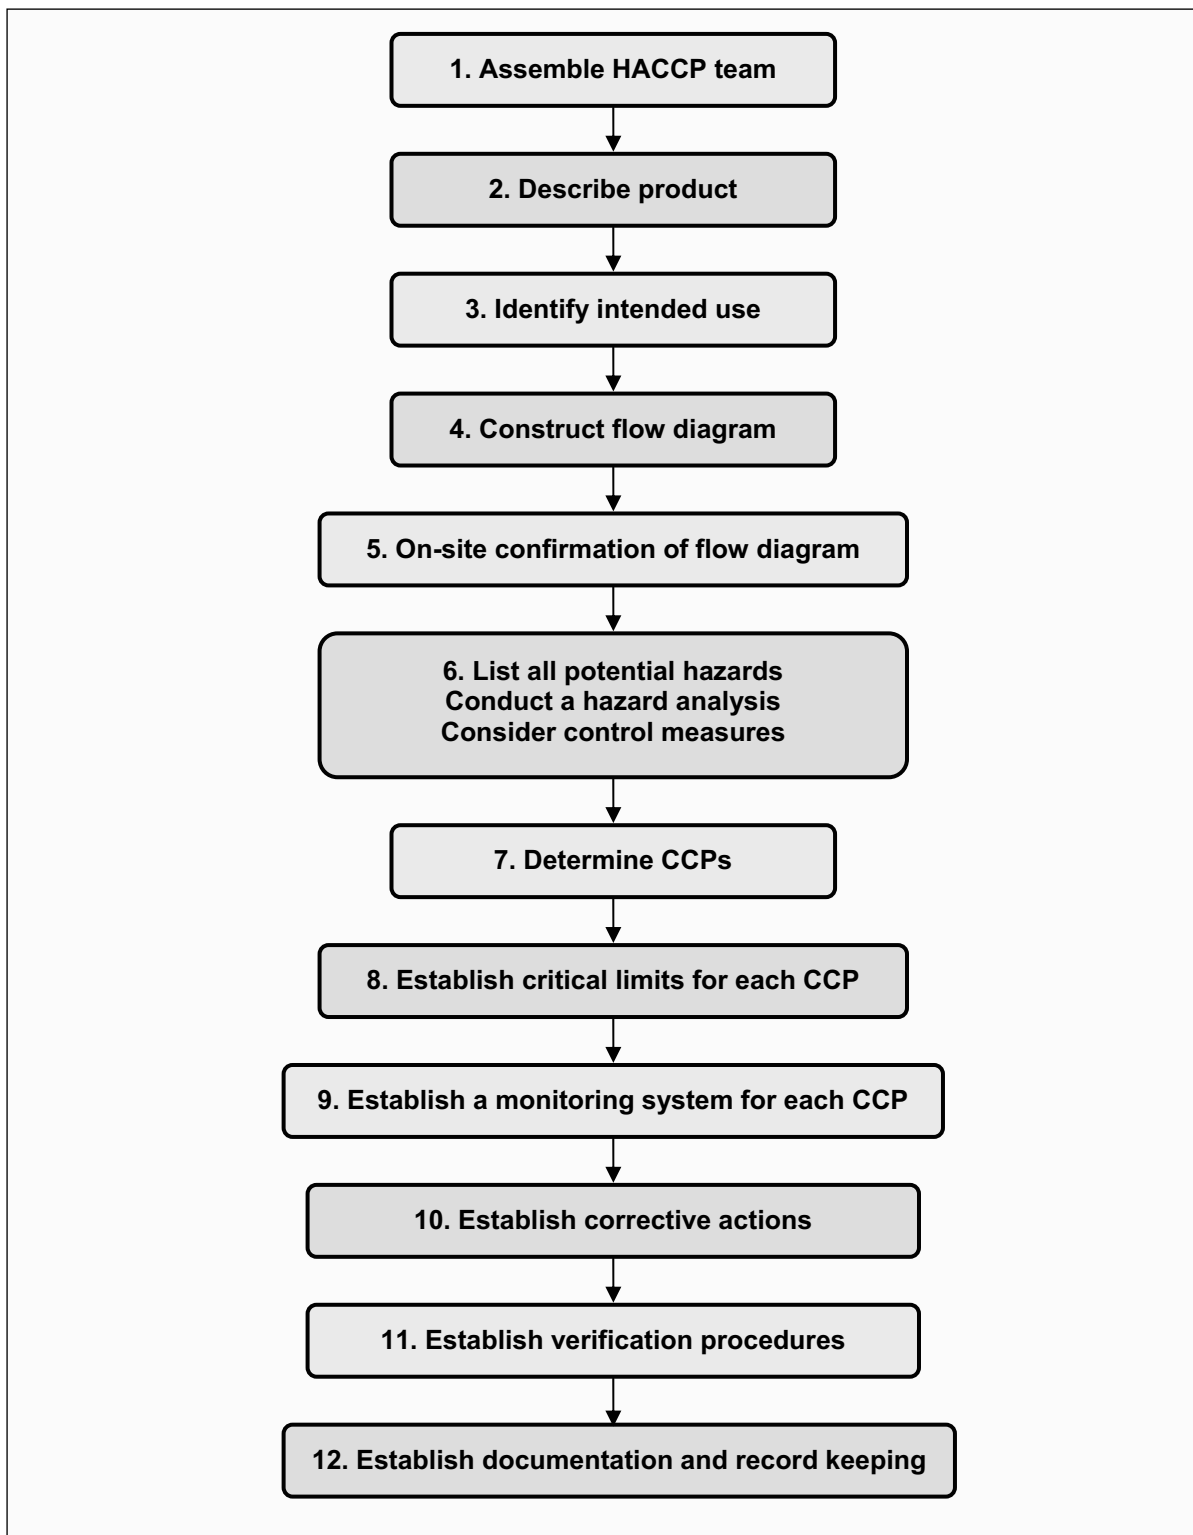 1. Assemble HACCP team
2. Describe product
3. Identify intended use
4. Construct flow diagram
5. On-site confirmation of flow diagram
6. List all potential hazards
Conduct a hazard analysis
Consider control measures
7. Determine CCPs
8. Establish critical limits for each CCP
9. Establish a monitoring system for each CCP
10. Establish corrective actions
11. Establish verification procedures
12. Establish documentation and record keeping